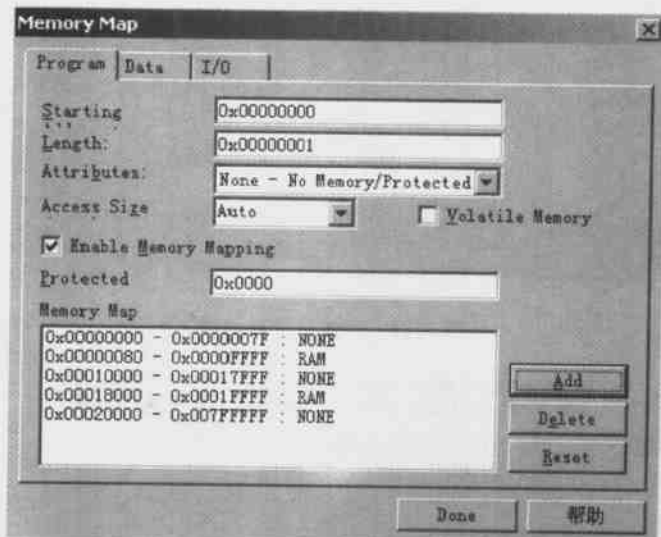 Memory Map
Program Data I/O
Starting 0x00000000
Length: 0x00000001
Attributes: None - No Memory/Protected
Access Size Auto Volatile Memory
Enable Memory Mapping
Protected 0x0000
Memory Map
0x00000000 - 0x0000007F : NONE
0x00000080 - 0x0000FFFF : RAM
0x00010000 - 0x00017FFF : NONE
0x00018000 - 0x0001FFFF : RAM
0x00020000 - 0x007FFFFF : NONE
Add
Delete
Reset
Done 帮助